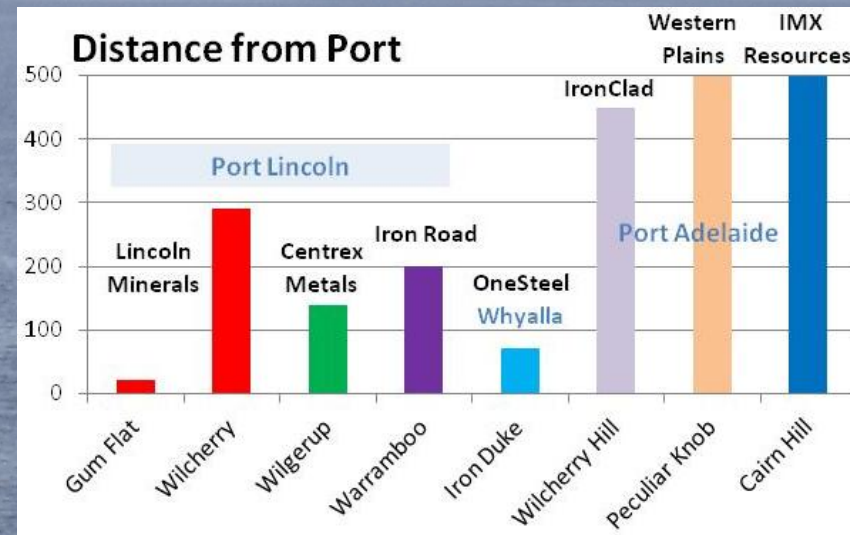 Distance from Port
Western
Plains
IMX
Resources
500
400
300
200
100
0
IronClad
Port Lincoln
Lincoln
Minerals
Centrex
Metals
Iron Road
OneSteel
Whyalla
Port Adelaide
Gum Flat
Wilcherry
Wilgerup
Warramboo
Iron Duke
Wilcherry Hill
Peculiar Knob
Cairn Hill